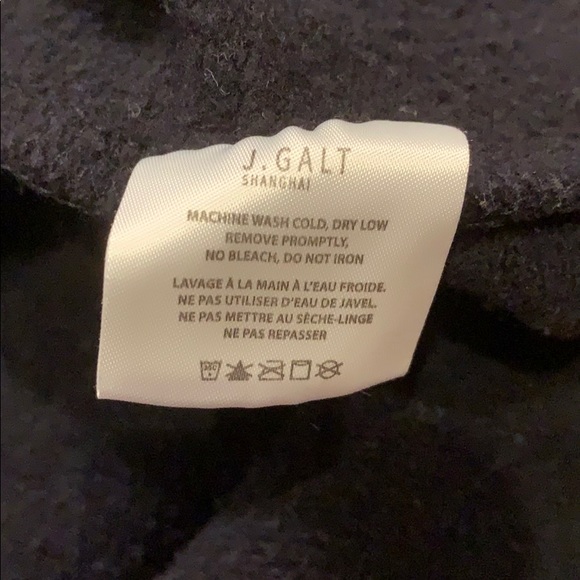 J.GALT
SHANGHAI
MACHINE WASH COLD, DRY LOW
REMOVE PROMPTLY,
NO BLEACH, DO NOT IRON
LAVAGE À LA MAIN À L'EAU FROIDE.
NE PAS UTILISER D'EAU DE JAVEL.
NE PAS METTRE AU SÈCHE-LINGE
NE PAS REPASSER